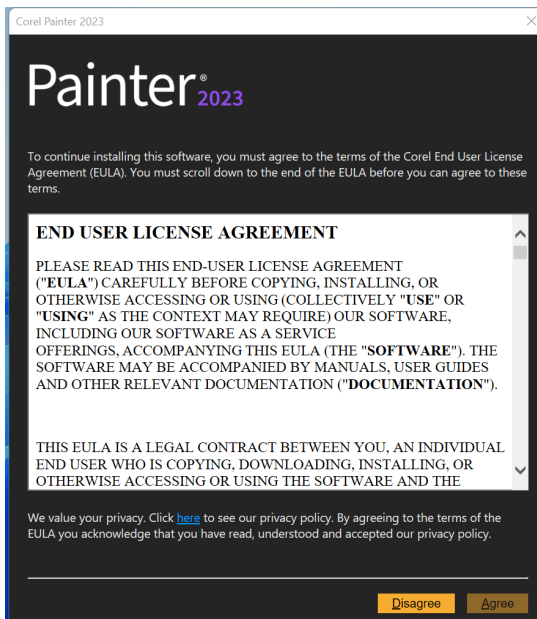 Corel Painter 2023
Painter®
2023
To continue installing this software, you must agree to the terms of the Corel End User License
Agreement (EULA). You must scroll down to the end of the EULA before you can agree to these
terms.
END USER LICENSE AGREEMENT
PLEASE READ THIS END-USER LICENSE AGREEMENT
("EULA") CAREFULLY BEFORE COPYING, INSTALLING, OR
OTHERWISE ACCESSING OR USING (COLLECTIVELY "USE" OR
"USING" AS THE CONTEXT MAY REQUIRE) OUR SOFTWARE,
INCLUDING OUR SOFTWARE AS A SERVICE
OFFERINGS, ACCOMPANYING THIS EULA (THE "SOFTWARE"). THE
SOFTWARE MAY BE ACCOMPANIED BY MANUALS, USER GUIDES
AND OTHER RELEVANT DOCUMENTATION ("DOCUMENTATION").
THIS EULA IS A LEGAL CONTRACT BETWEEN YOU, AN INDIVIDUAL
END USER WHO IS COPYING, DOWNLOADING, INSTALLING, OR
OTHERWISE ACCESSING OR USING THE SOFTWARE AND THE
We value your privacy. Click here to see our privacy policy. By agreeing to the terms of the
EULA you acknowledge that you have read, understood and accepted our privacy policy.
Disagree Agree